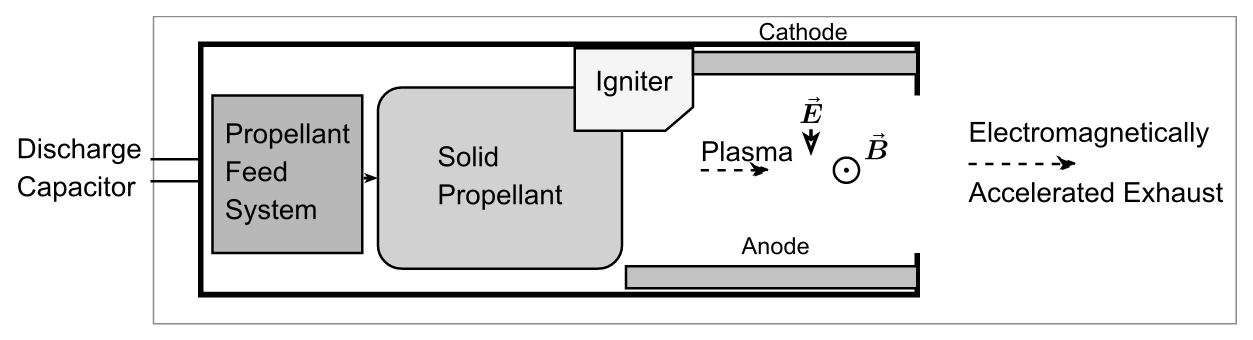 Cathode
Igniter
Propellant
Feed
System
Discharge
Capacitor
Solid
Propellant
Plasma
E⃗
B⃗
Electromagnetically
Accelerated Exhaust
Anode